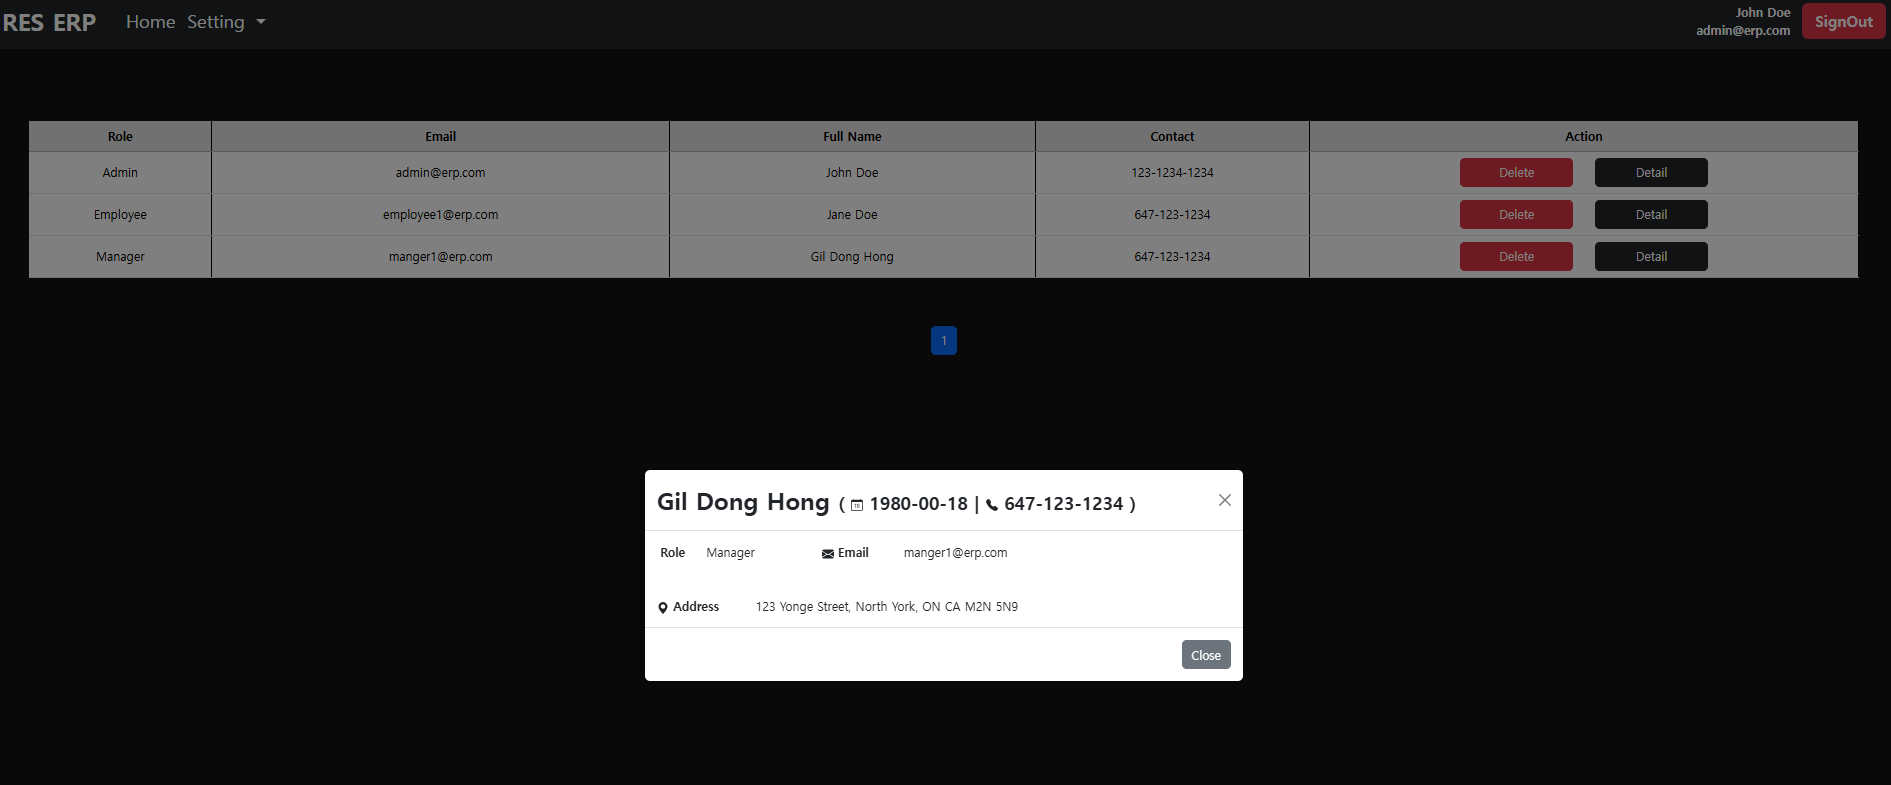 RES ERP Home Setting John Doe SignOut
admin@erp.com
Role Email Full Name Contact Action
Admin admin@erp.com John Doe 123-1234-1234 Delete Detail
Employee employee1@erp.com Jane Doe 647-123-1234 Delete Detail
Manager manger1@erp.com Gil Dong Hong 647-123-1234 Delete Detail
1
Gil Dong Hong ( 1980-00-18 | 647-123-1234 )
Role Manager Email manger1@erp.com
Address 123 Yonge Street, North York, ON CA M2N 5N9
Close